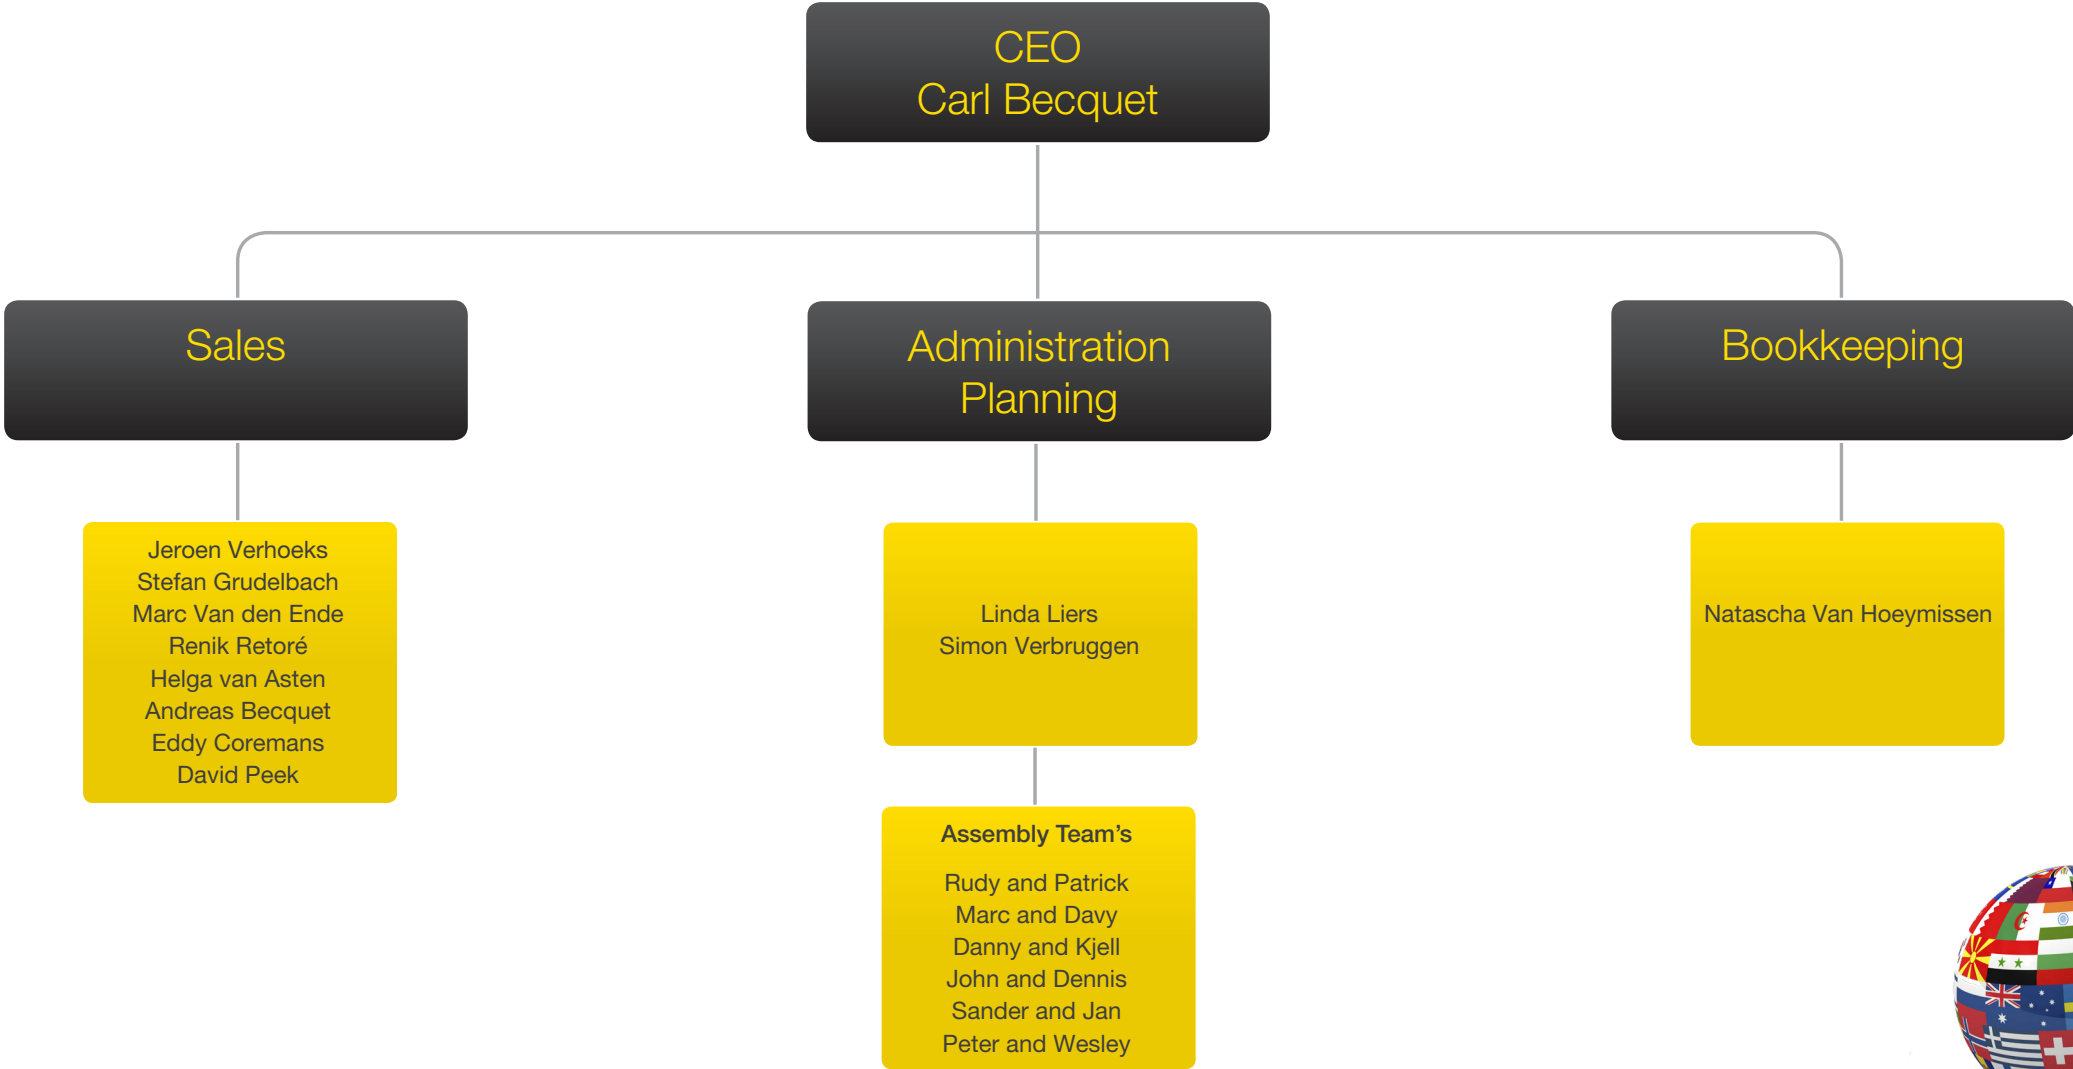 CEO
Carl Becquet
Sales
Administration
Planning
Bookkeeping
Jeroen Verhoeks
Stefan Grudelbach
Marc Van den Ende
Renik Retoré
Helga van Asten
Andreas Becquet
Eddy Coremans
David Peek
Linda Liers
Simon Verbruggen
Natascha Van Hoeymissen
Assembly Team’s
Rudy and Patrick
Marc and Davy
Danny and Kjell
John and Dennis
Sander and Jan
Peter and Wesley